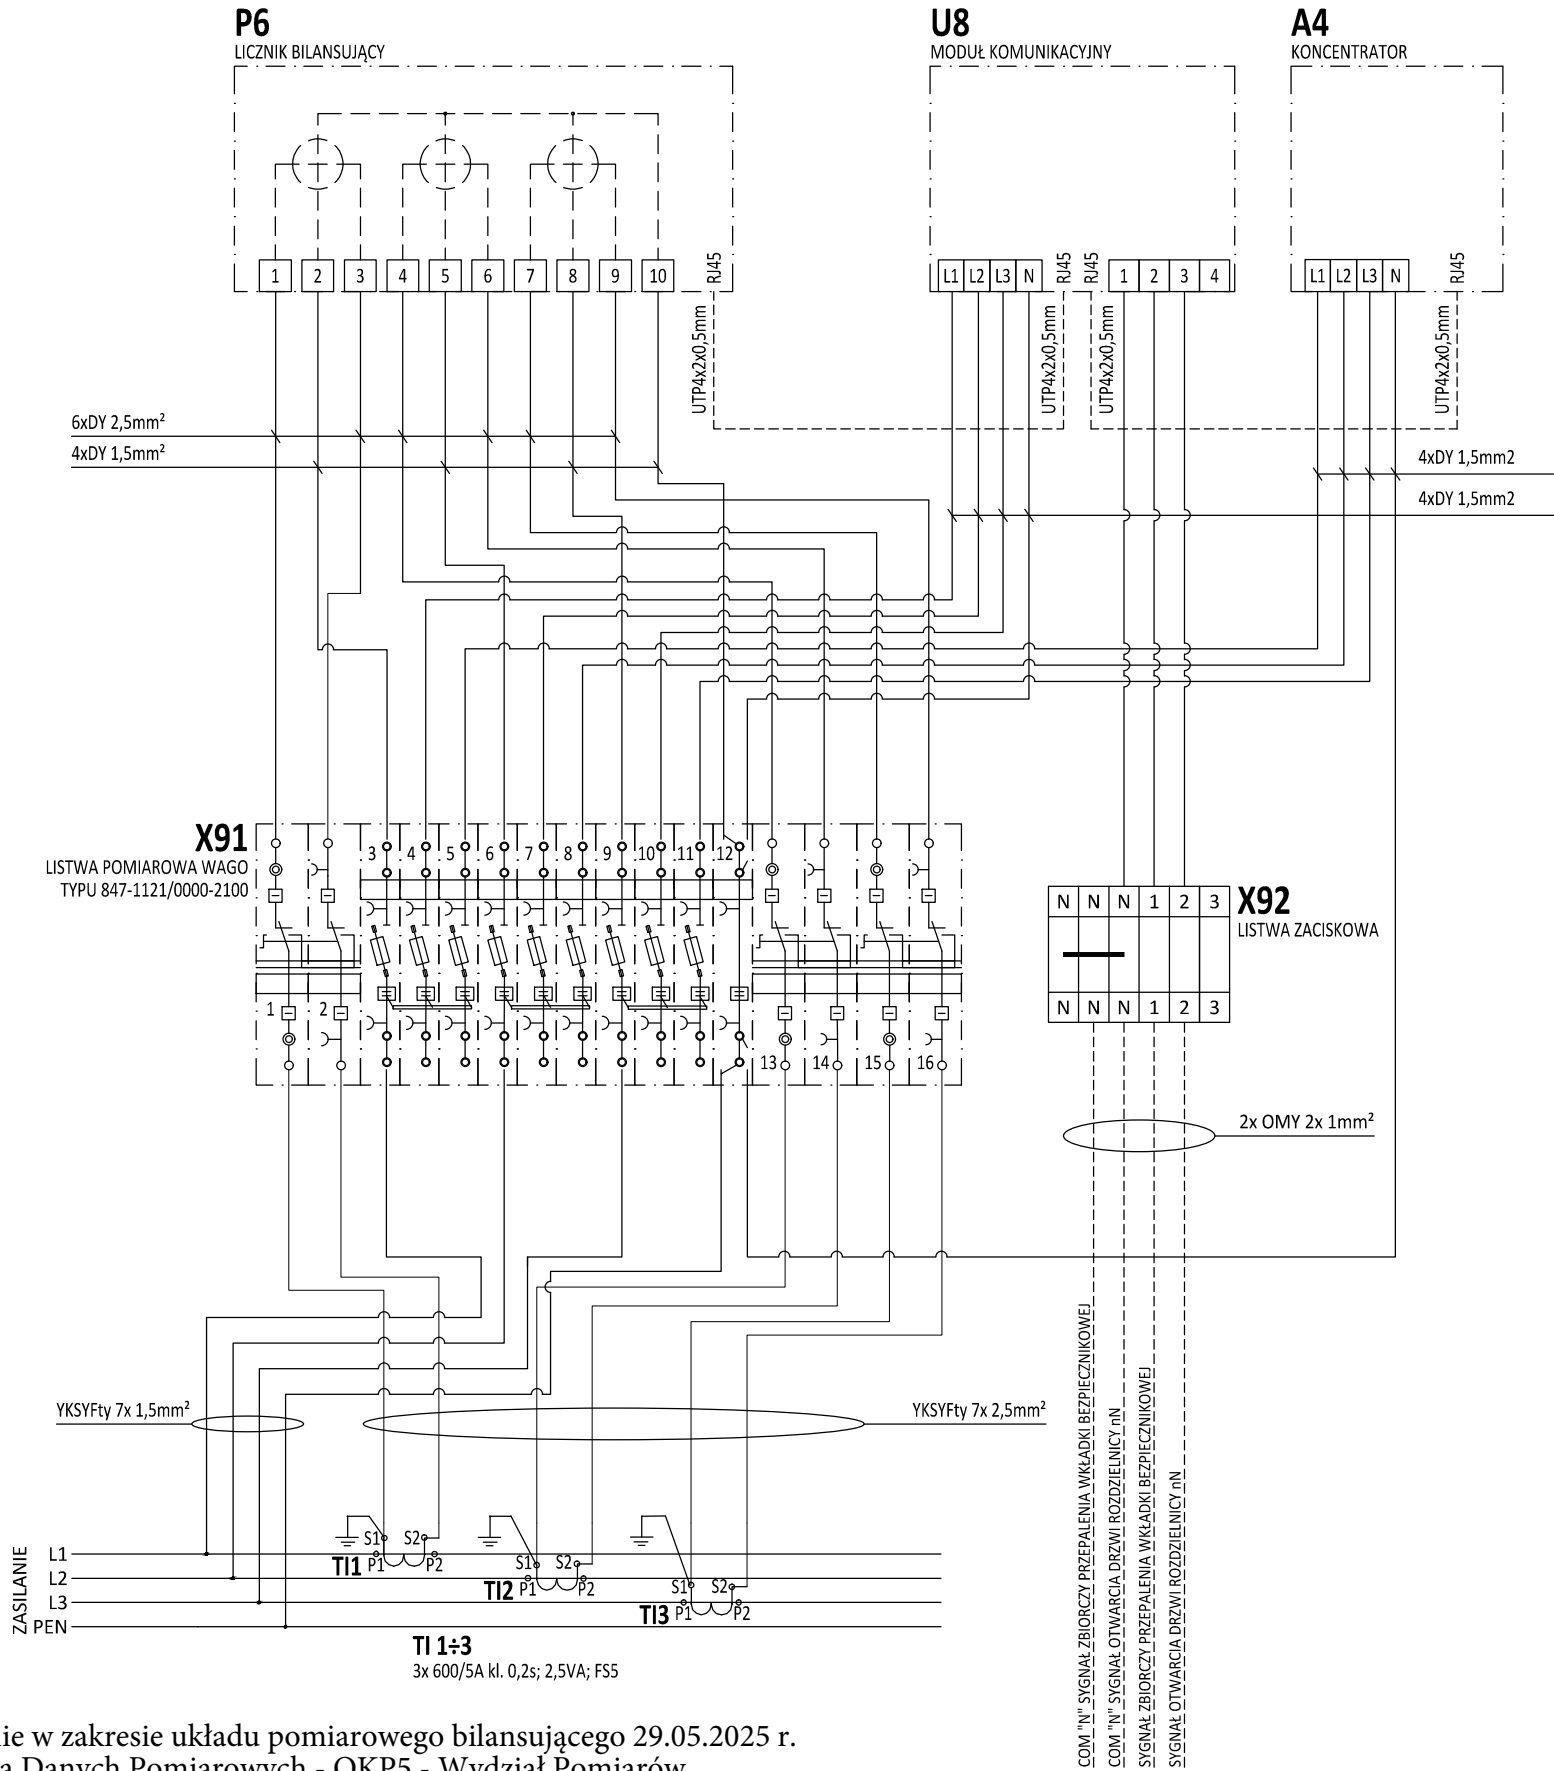 P6
LICZNIK BILANSUJĄCY
U8
MODUŁ KOMUNIKACYJNY
A4
KONCENTRATOR
1 2 3 4 5 6 7 8 9 10 RJ45
L1 L2 L3 N RJ45 RJ45 1 2 3 4
L1 L2 L3 N RJ45
UTP4x2x0,5mm
UTP4x2x0,5mm
UTP4x2x0,5mm
UTP4x2x0,5mm
6xDY 2,5mm²
4xDY 1,5mm²
4xDY 1,5mm2
4xDY 1,5mm2
X91
LISTWA POMIAROWA WAGO
TYPU 847-1121/0000-2100
3 4 5 6 7 8 9 10 11 12
1 2
13 14 15 16
N N N 1 2 3
X92
LISTWA ZACISKOWA
N N N 1 2 3
2x OMY 2x 1mm²
YKSYFty 7x 1,5mm²
YKSYFty 7x 2,5mm²
COM "N" SYGNAŁ ZBIORCZY PRZEPALENIA WKŁADKI BEZPIECZNIKOWEJ
COM "N" SYGNAŁ OTWARCIA DRZWI ROZDZIELNICY nN
SYGNAŁ ZBIORCZY PRZEPALENIA WKŁADKI BEZPIECZNIKOWEJ
SYGNAŁ OTWARCIA DRZWI ROZDZIELNICY nN
ZASILANIE
L1
L2
L3
PEN
S1 S2
TI1 P1 P2
S1 S2
TI2 P1 P2
S1 S2
TI3 P1 P2
TI 1÷3
3x 600/5A kl. 0,2s; 2,5VA; FS5
nie w zakresie układu pomiarowego bilansującego 29.05.2025 r.
a Danych Pomiarowych - OKP5 - Wydział Pomiarów